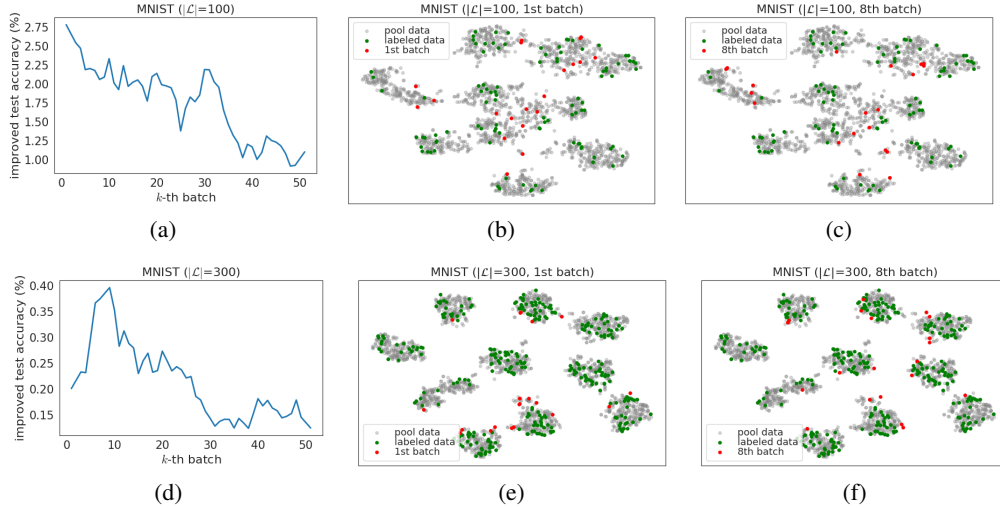 MNIST (|ℒ|=100)
improved test accuracy (%)
2.75
2.50
2.25
2.00
1.75
1.50
1.25
1.00
0 10 20 30 40 50
k-th batch
(a)
MNIST (|ℒ|=100, 1st batch)
pool data
labeled data
1st batch
(b)
MNIST (|ℒ|=100, 8th batch)
pool data
labeled data
8th batch
(c)
MNIST (|ℒ|=300)
improved test accuracy (%)
0.40
0.35
0.30
0.25
0.20
0.15
0 10 20 30 40 50
k-th batch
(d)
MNIST (|ℒ|=300, 1st batch)
pool data
labeled data
1st batch
(e)
MNIST (|ℒ|=300, 8th batch)
pool data
labeled data
8th batch
(f)